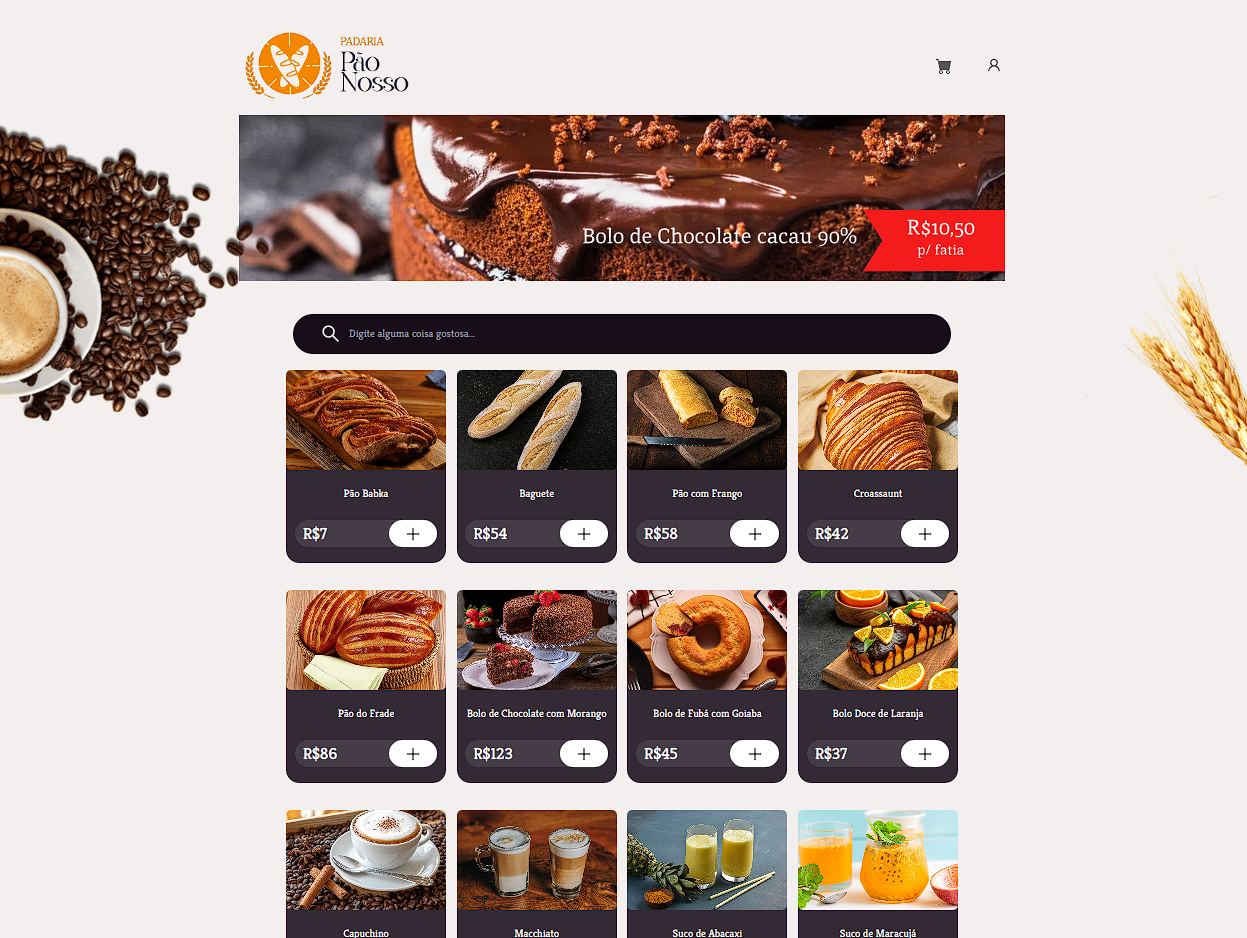 PADARIA
Pão
Nosso
Bolo de Chocolate cacau 90%
R$10,50
p/ fatia
Digite alguma coisa gostosa...
Pão Babka
Baguete
Pão com Frango
Croassaunt
R$7
R$54
R$58
R$42
Pão do Frade
Bolo de Chocolate com Morango
Bolo de Fubá com Goiaba
Bolo Doce de Laranja
R$86
R$123
R$45
R$37
Capuchino
Macchiato
Suco de Abacaxi
Suco de Maracujá